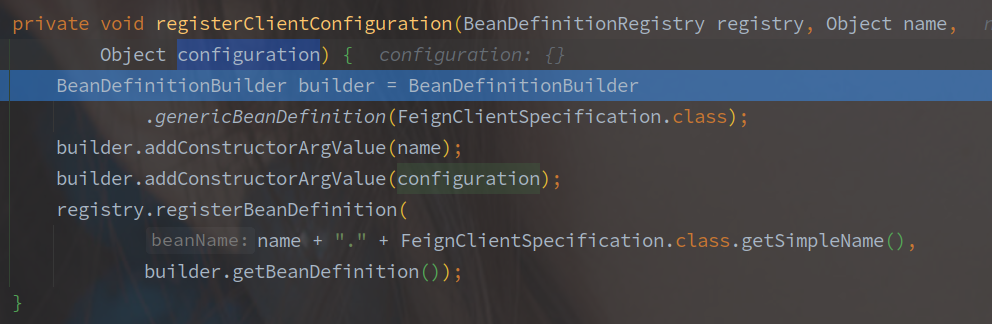 private void registerClientConfiguration(BeanDefinitionRegistry registry, Object name,
Object configuration) { configuration: {}
BeanDefinitionBuilder builder = BeanDefinitionBuilder
.genericBeanDefinition(FeignClientSpecification.class);
builder.addConstructorArgValue(name);
builder.addConstructorArgValue(configuration);
registry.registerBeanDefinition(
beanName: name + "." + FeignClientSpecification.class.getSimpleName(),
builder.getBeanDefinition());
}